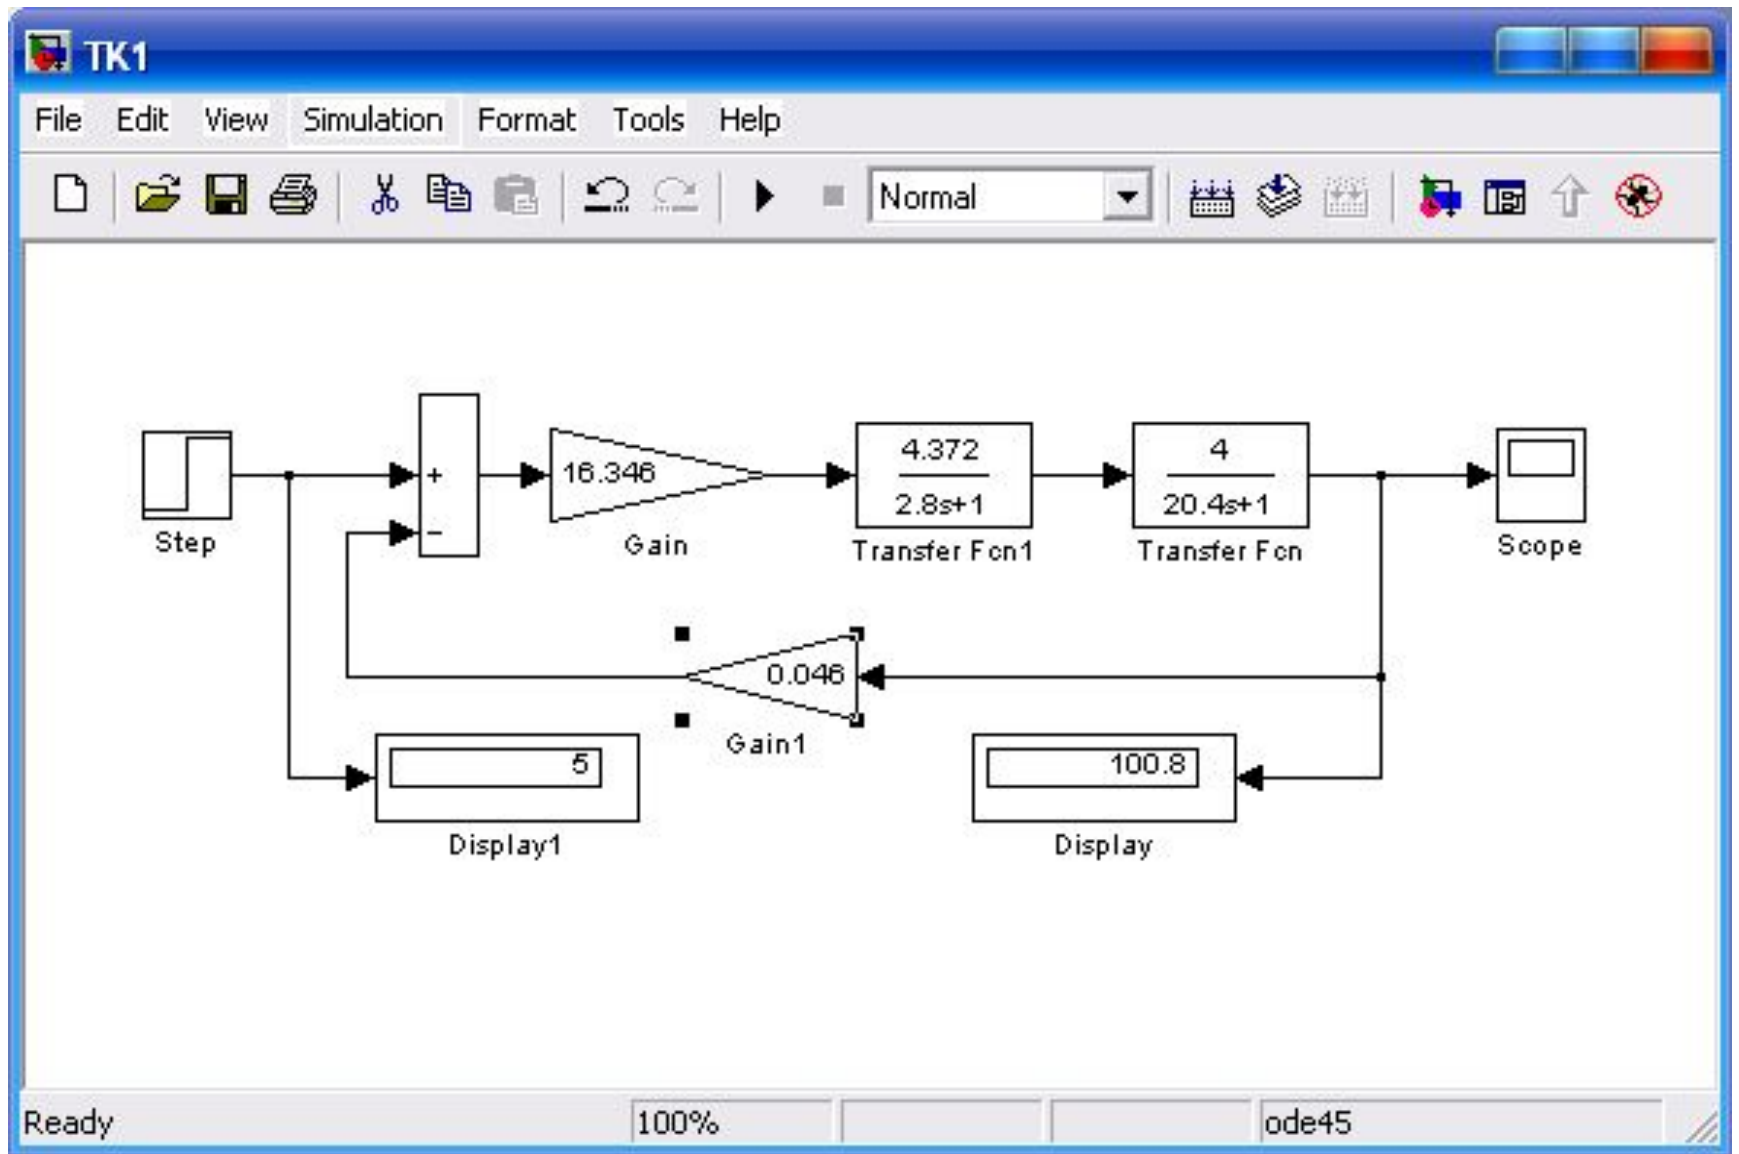 TK1
File Edit View Simulation Format Tools Help
Normal
+
16.346
4.372
2.8s+1
4
20.4s+1
−
Step
Gain
Transfer Fcn1
Transfer Fcn
Scope
0.046
Gain1
5
100.8
Display1
Display
Ready 100% ode45